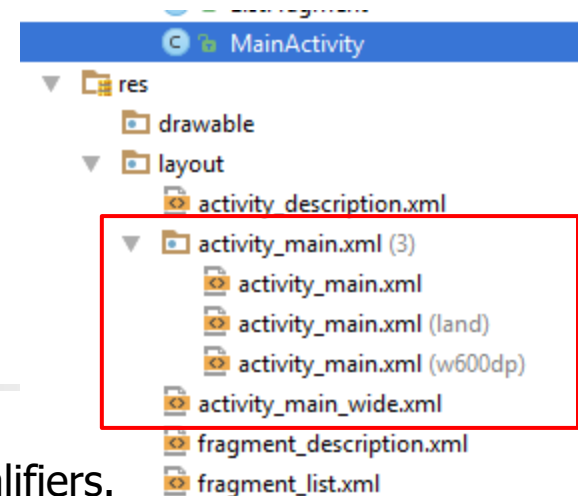 MainActivity
res
drawable
layout
activity_description.xml
activity_main.xml (3)
activity_main.xml
activity_main.xml (land)
activity_main.xml (w600dp)
activity_main_wide.xml
fragment_description.xml
lifiers.
fragment_list.xml